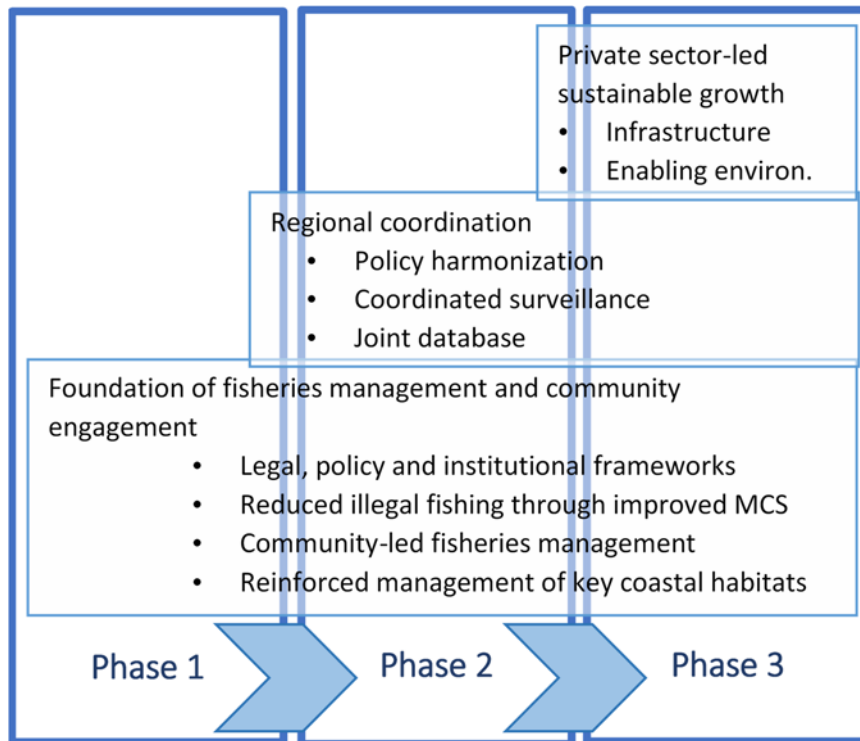 Private sector-led
sustainable growth
• Infrastructure
• Enabling environ.
Regional coordination
• Policy harmonization
• Coordinated surveillance
• Joint database
Foundation of fisheries management and community
engagement
• Legal, policy and institutional frameworks
• Reduced illegal fishing through improved MCS
• Community-led fisheries management
• Reinforced management of key coastal habitats
Phase 1
Phase 2
Phase 3